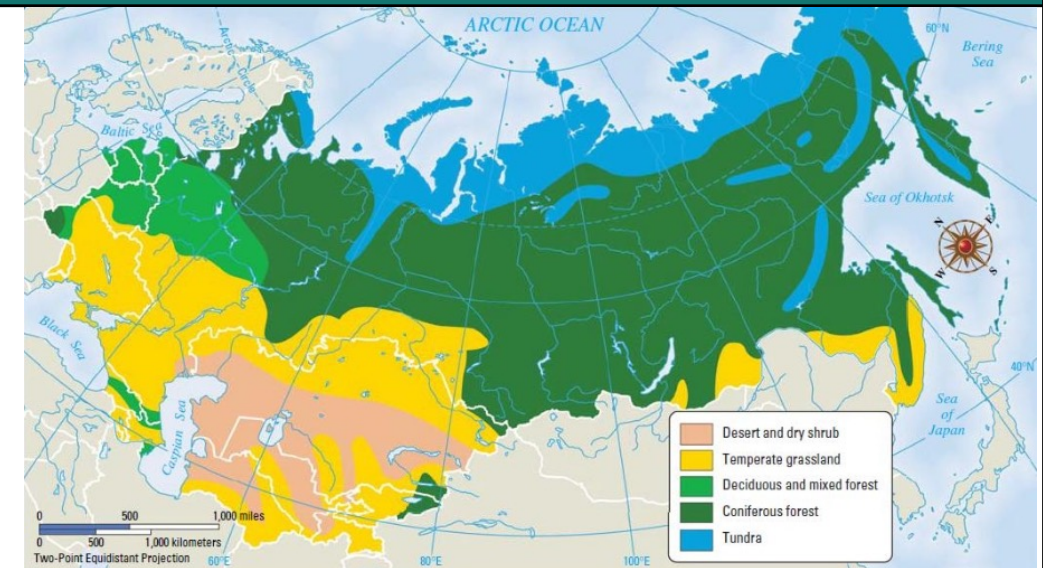 ARCTIC OCEAN
60°N
Bering
Sea
Arctic Circle
Baltic Sea
Sea of Okhotsk
N
E
W
S
Black Sea
40°N
Caspian Sea
Sea
of
Japan
Desert and dry shrub
Temperate grassland
Deciduous and mixed forest
Coniferous forest
Tundra
0 500 1,000 miles
0 500 1,000 kilometers
Two-Point Equidistant Projection
60°E
80°E
100°E